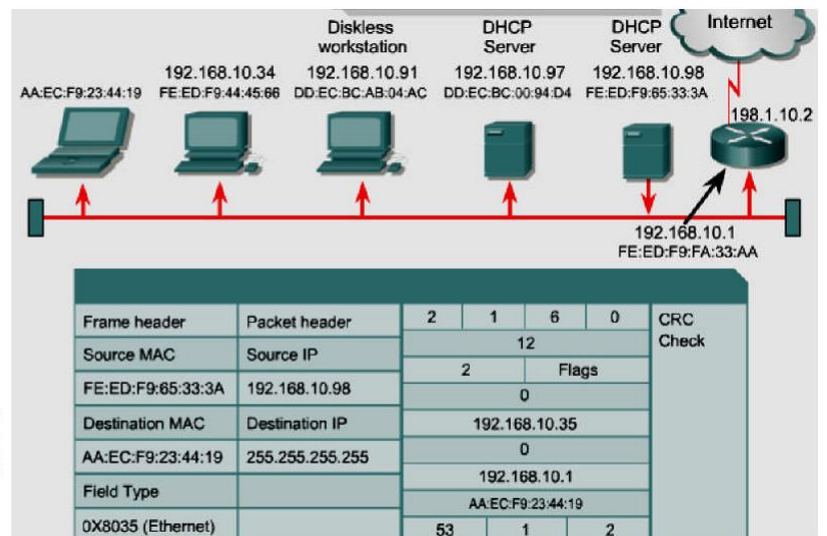 Internet
Diskless
workstation
DHCP
Server
DHCP
Server
AA:EC:F9:23:44:19
192.168.10.34
FE:ED:F9:44:45:66
192.168.10.91
DD:EC:BC:AB:04:AC
192.168.10.97
DD:EC:BC:00:94:D4
192.168.10.98
FE:ED:F9:65:33:3A
198.1.10.2
192.168.10.1
FE:ED:F9:FA:33:AA
Frame header
Source MAC
FE:ED:F9:65:33:3A
Destination MAC
AA:EC:F9:23:44:19
Field Type
0X8035 (Ethernet)
Packet header
Source IP
192.168.10.98
Destination IP
255.255.255.255
2 1 6 0
12
2 Flags
0
192.168.10.35
0
192.168.10.1
AA:EC:F9:23:44:19
53 1 2
CRC
Check